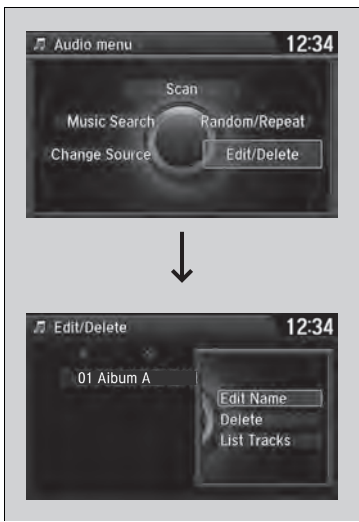 Audio menu 12:34
Scan
Music Search Random/Repeat
Change Source Edit/Delete
Edit/Delete 12:34
01 Aibum A
Edit Name
Delete
List Tracks